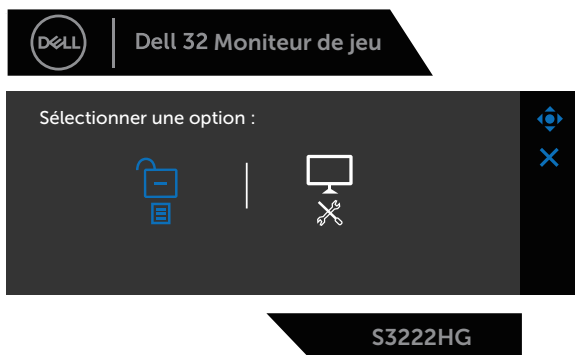 DELL
Dell 32 Moniteur de jeu
Sélectionner une option :
S3222HG